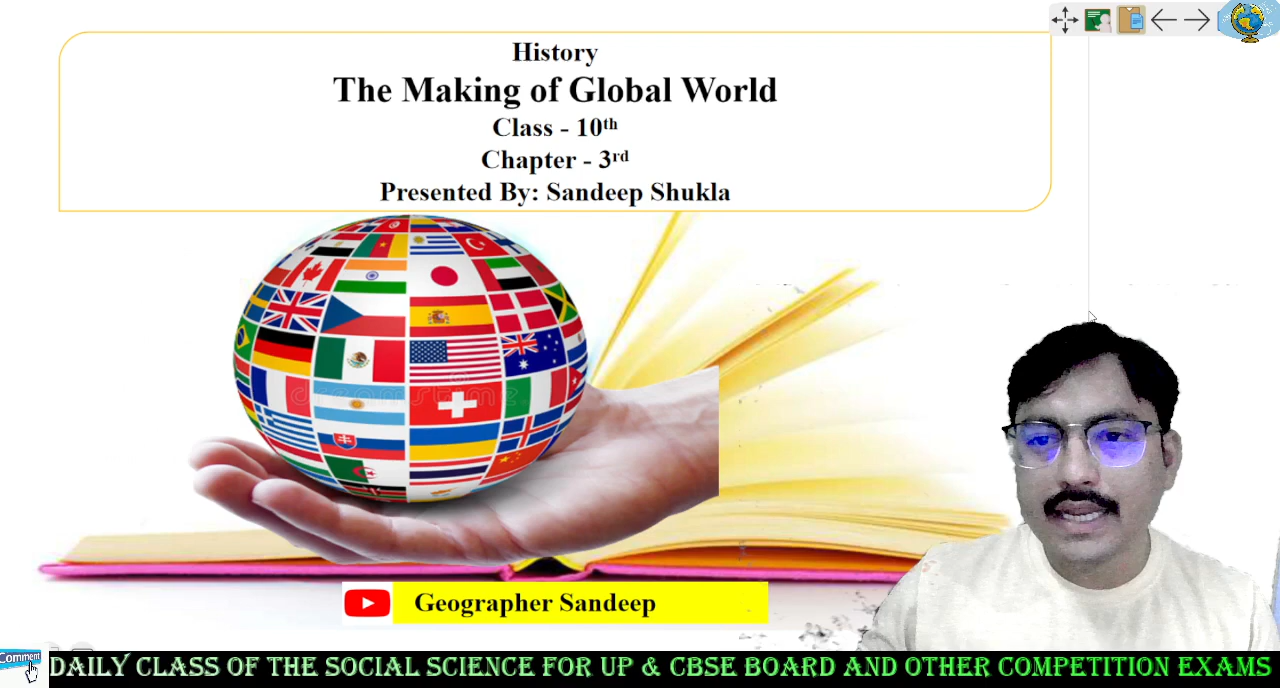 History
The Making of Global World
Class - 10th
Chapter - 3rd
Presented By: Sandeep Shukla
dreamstime
Geographer Sandeep
Comment
DAILY CLASS OF THE SOCIAL SCIENCE FOR UP & CBSE BOARD AND OTHER COMPETITION EXAMS